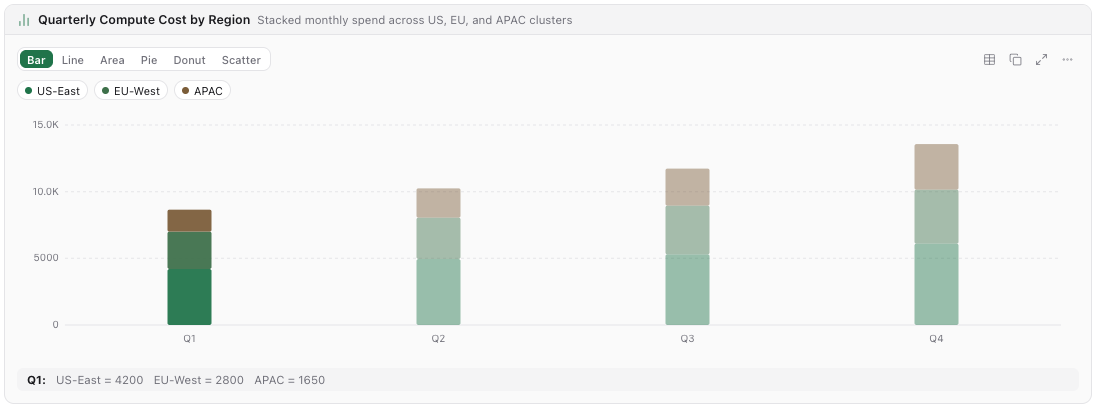 Quarterly Compute Cost by Region Stacked monthly spend across US, EU, and APAC clusters
Bar Line Area Pie Donut Scatter
US-East EU-West APAC
15.0K
10.0K
5000
0
Q1 Q2 Q3 Q4
Q1: US-East = 4200 EU-West = 2800 APAC = 1650